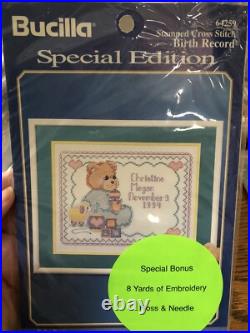 Bucilla
64259
Stamped Cross Stitch
Birth Record
Special Edition
Christine
Megan
November 3
1994
Special Bonus
8 Yards of Embroidery
Floss & Needle